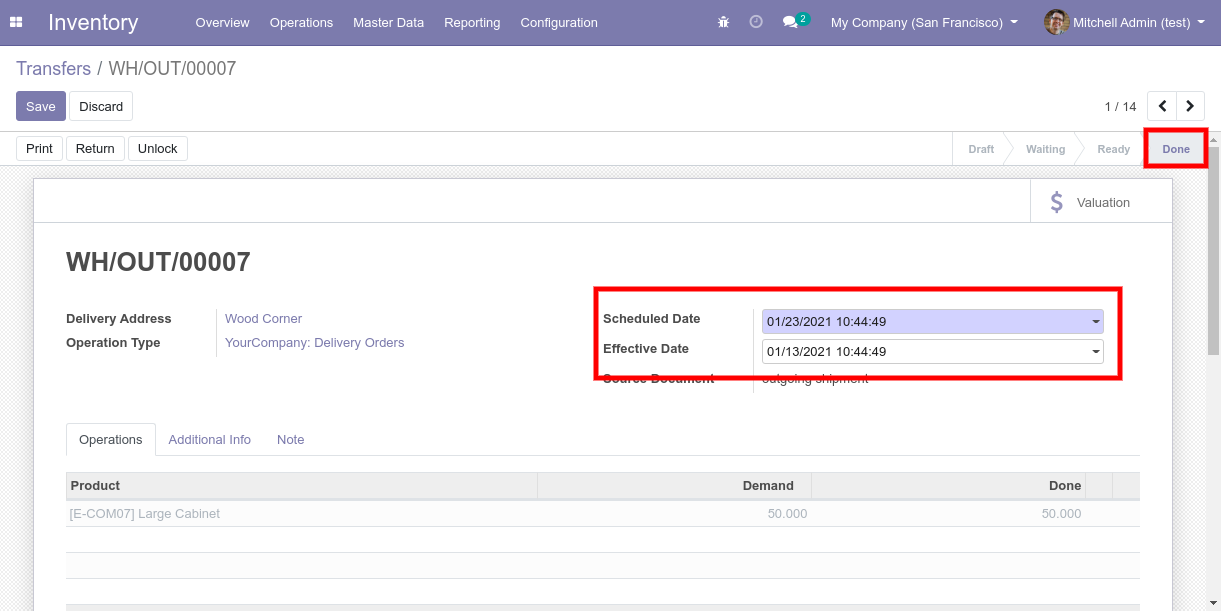 Inventory Overview Operations Master Data Reporting Configuration 2 My Company (San Francisco) Mitchell Admin (test)
Transfers / WH/OUT/00007
Save Discard 1 / 14
Print Return Unlock Draft Waiting Ready Done
$ Valuation
WH/OUT/00007
Delivery Address Wood Corner Scheduled Date 01/23/2021 10:44:49
Operation Type YourCompany: Delivery Orders Effective Date 01/13/2021 10:44:49
Source Document outgoing shipment
Operations Additional Info Note
Product Demand Done
[E-COM07] Large Cabinet 50.000 50.000